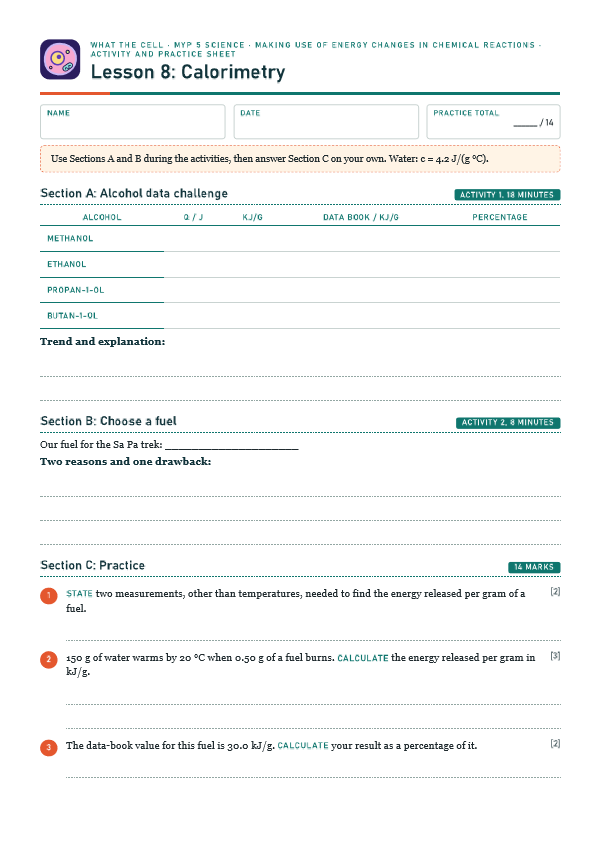 WHAT THE CELL · MYP 5 SCIENCE · MAKING USE OF ENERGY CHANGES IN CHEMICAL REACTIONS ·
ACTIVITY AND PRACTICE SHEET
Lesson 8: Calorimetry
NAME
DATE
PRACTICE TOTAL
_____ / 14
Use Sections A and B during the activities, then answer Section C on your own. Water: c = 4.2 J/(g °C).
Section A: Alcohol data challenge
ACTIVITY 1, 18 MINUTES
ALCOHOL Q / J KJ/G DATA BOOK / KJ/G PERCENTAGE
METHANOL
ETHANOL
PROPAN-1-OL
BUTAN-1-OL
Trend and explanation:
Section B: Choose a fuel
ACTIVITY 2, 8 MINUTES
Our fuel for the Sa Pa trek: ______________________
Two reasons and one drawback:
Section C: Practice
14 MARKS
1 STATE two measurements, other than temperatures, needed to find the energy released per gram of a [2]
fuel.
2 150 g of water warms by 20 °C when 0.50 g of a fuel burns. CALCULATE the energy released per gram in [3]
kJ/g.
3 The data-book value for this fuel is 30.0 kJ/g. CALCULATE your result as a percentage of it. [2]